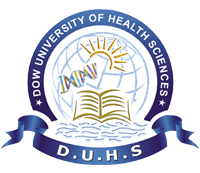 DOW UNIVERSITY OF HEALTH SCIENCES
D.U.H.S